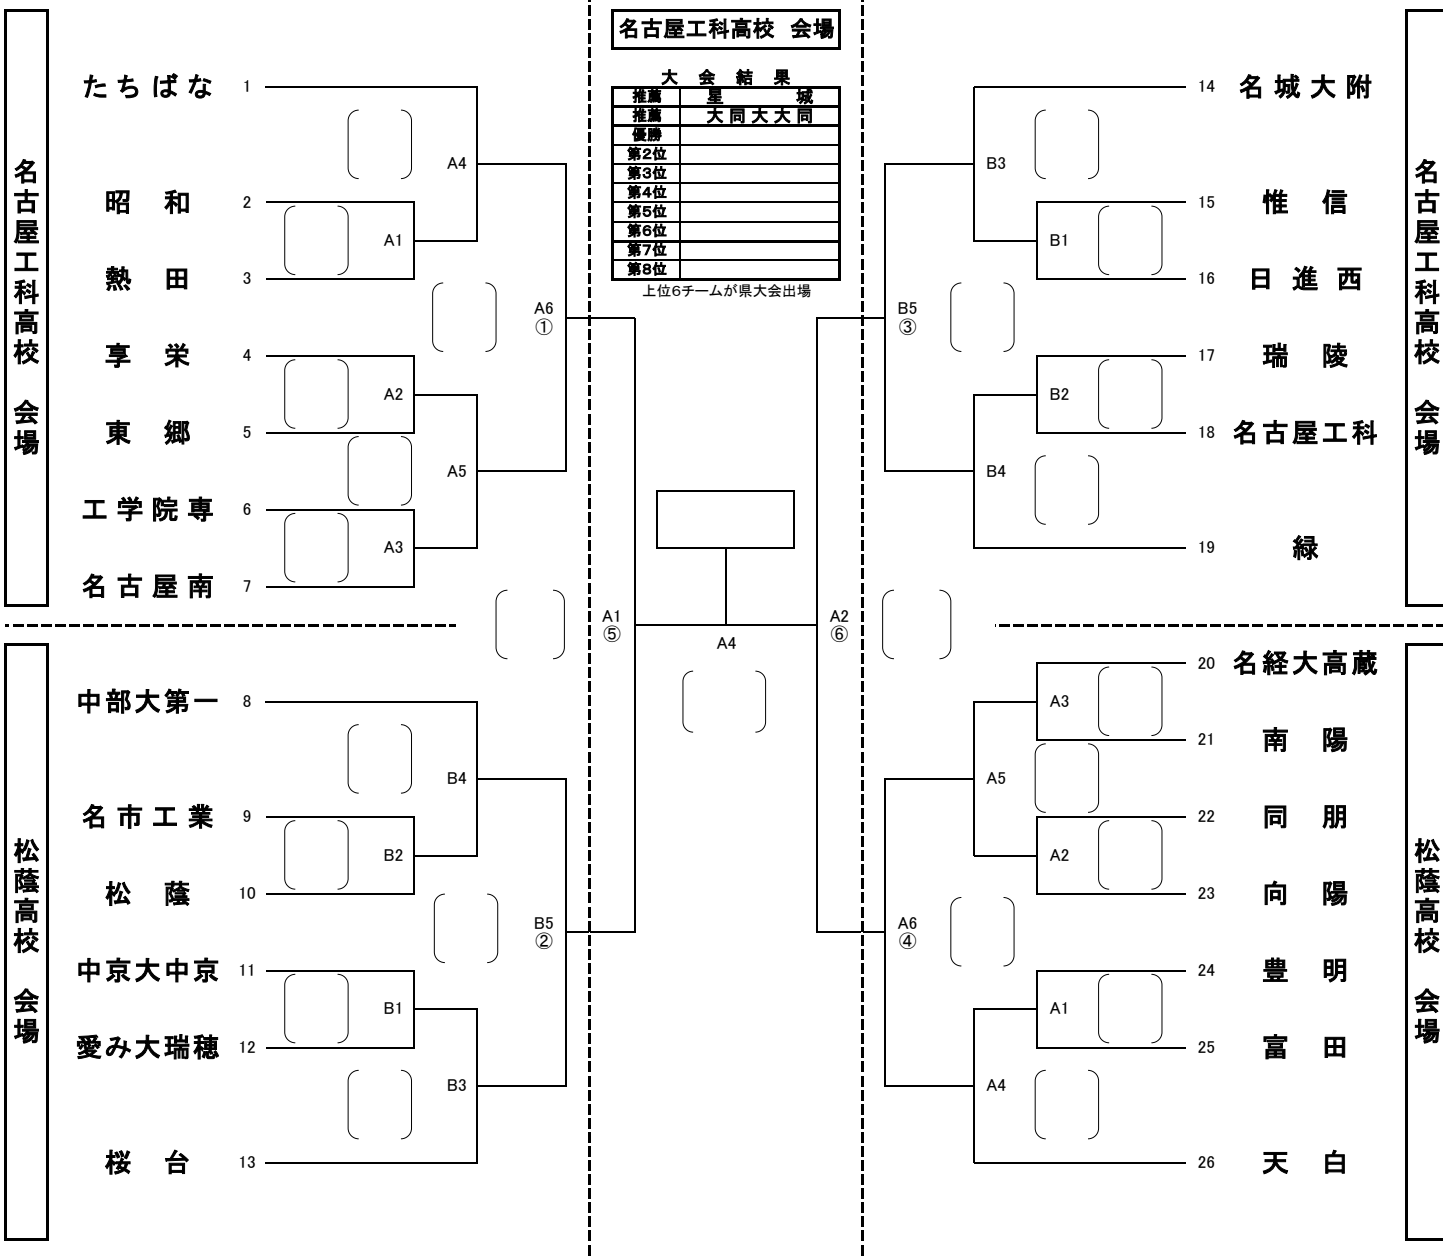 名古屋工科高校　会場
大　会　結　果
推薦 星　城
推薦 大同大大同
優勝
第2位
第3位
第4位
第5位
第6位
第7位
第8位
上位6チームが県大会出場
名古屋工科高校　会場
たちばな 1
昭　和 2
熱　田 3
享　栄 4
東　郷 5
工学院専 6
名古屋南 7
A4
A1
A2
A5
A3
A6
①
松蔭高校　会場
中部大第一 8
名市工業 9
松　蔭 10
中京大中京 11
愛み大瑞穂 12
桜　台 13
B4
B2
B1
B3
B5
②
A1
⑤
A4
A2
⑥
名古屋工科高校　会場
14 名城大附
15 惟　信
16 日進西
17 瑞　陵
18 名古屋工科
19 緑
B3
B1
B2
B4
B5
③
松蔭高校　会場
20 名経大高蔵
21 南　陽
22 同　朋
23 向　陽
24 豊　明
25 富　田
26 天　白
A3
A5
A2
A1
A4
A6
④